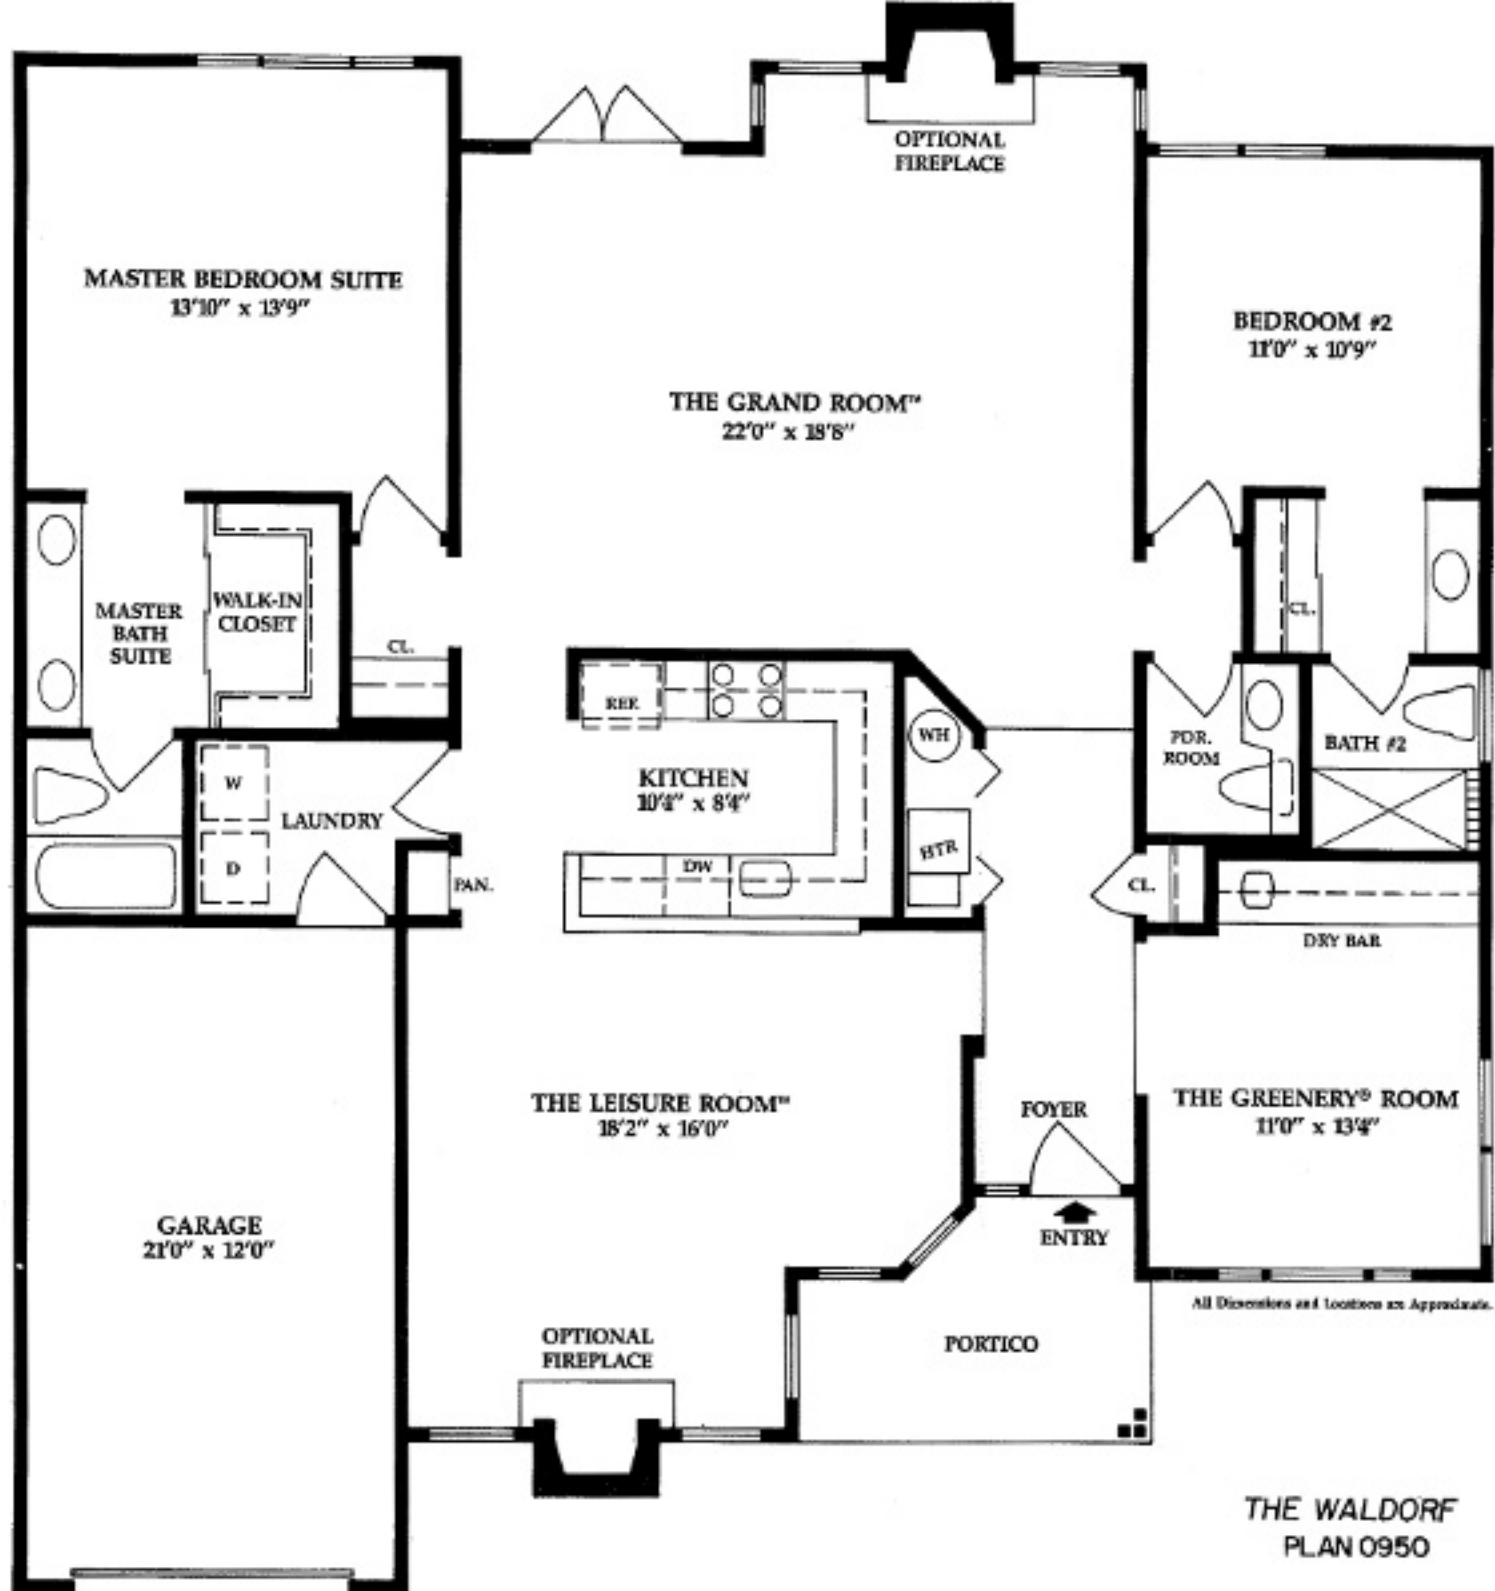 OPTIONAL
FIREPLACE
MASTER BEDROOM SUITE
13'10" x 13'9"
BEDROOM #2
11'0" x 10'9"
THE GRAND ROOM™
22'0" x 18'8"
MASTER
BATH
SUITE
WALK-IN
CLOSET
CL.
CL.
REF.
WH
PDR.
ROOM
BATH #2
KITCHEN
10'4" x 8'4"
W
LAUNDRY
D
HTR
DW
PAN.
CL.
DRY BAR
THE LEISURE ROOM™
18'2" x 16'0"
FOYER
THE GREENERY® ROOM
11'0" x 13'4"
GARAGE
21'0" x 12'0"
ENTRY
All Dimensions and Locations are Approximate.
OPTIONAL
FIREPLACE
PORTICO
THE WALDORF
PLAN 0950